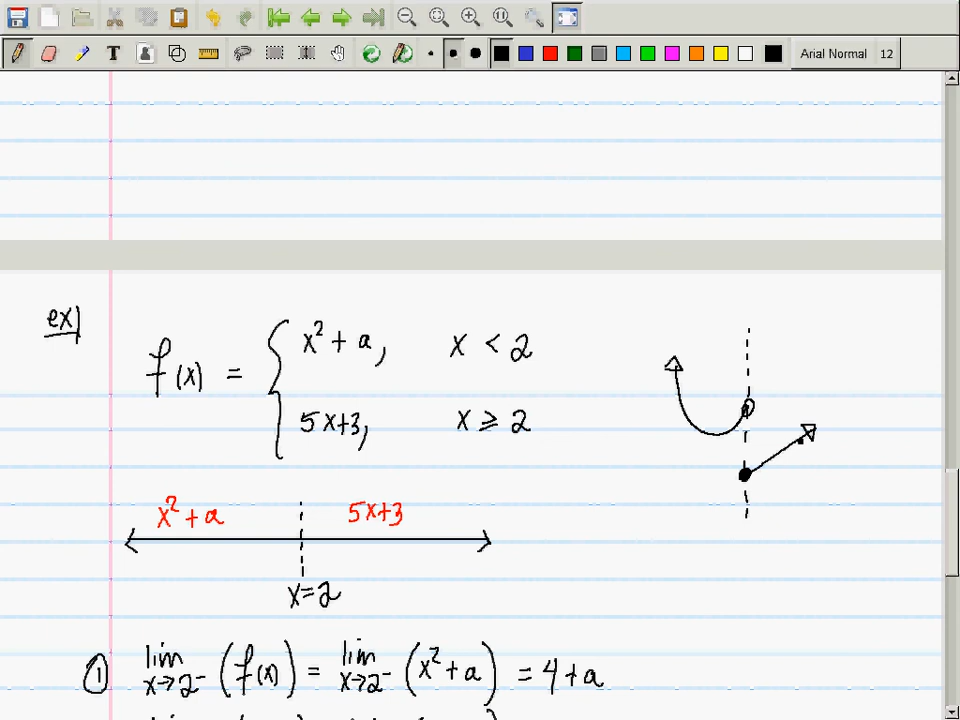 T Arial Normal 12
ex)
f(x) = { x² + a, x < 2
5x+3, x ≥ 2
x² + a 5x+3
x=2
① lim x→2⁻ (f(x)) = lim x→2⁻ (x² + a) = 4 + a